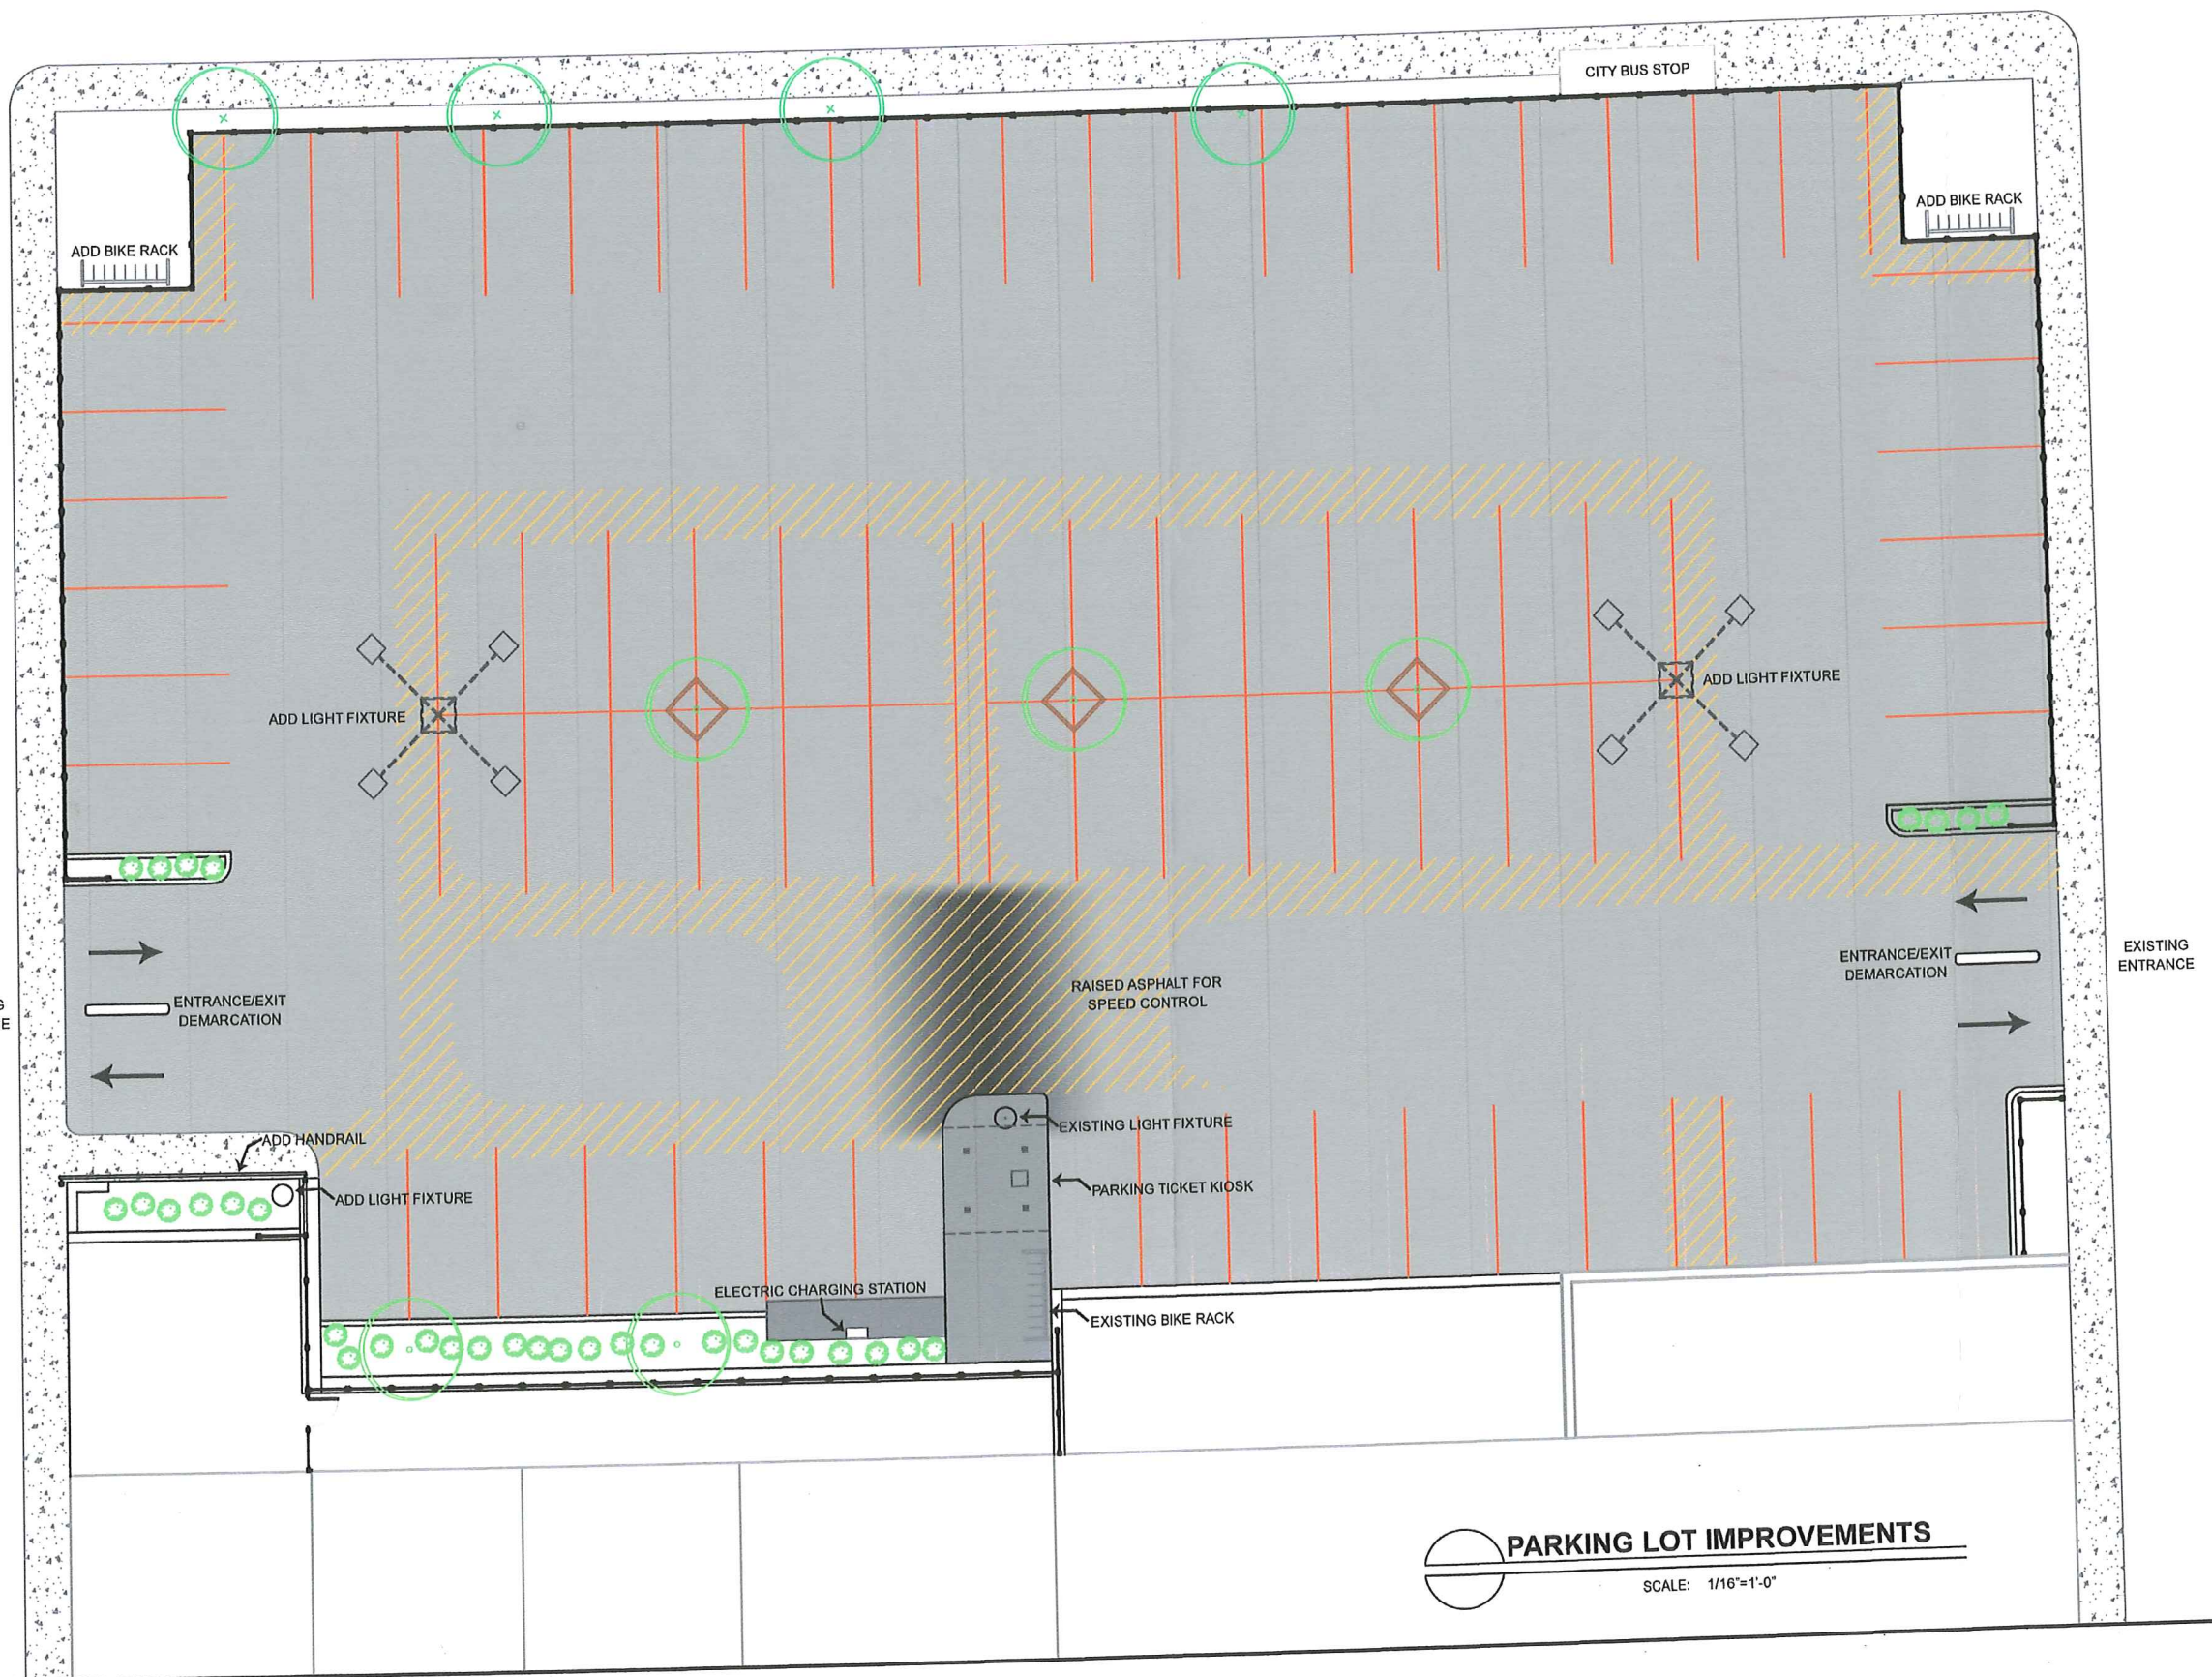 CITY BUS STOP
ADD BIKE RACK
ADD BIKE RACK
ADD LIGHT FIXTURE
ADD LIGHT FIXTURE
ENTRANCE/EXIT
DEMARCATION
ENTRANCE/EXIT
DEMARCATION
EXISTING
ENTRANCE
RAISED ASPHALT FOR
SPEED CONTROL
G
E
ADD HANDRAIL
ADD LIGHT FIXTURE
EXISTING LIGHT FIXTURE
PARKING TICKET KIOSK
ELECTRIC CHARGING STATION
EXISTING BIKE RACK
PARKING LOT IMPROVEMENTS
SCALE: 1/16"=1'-0"